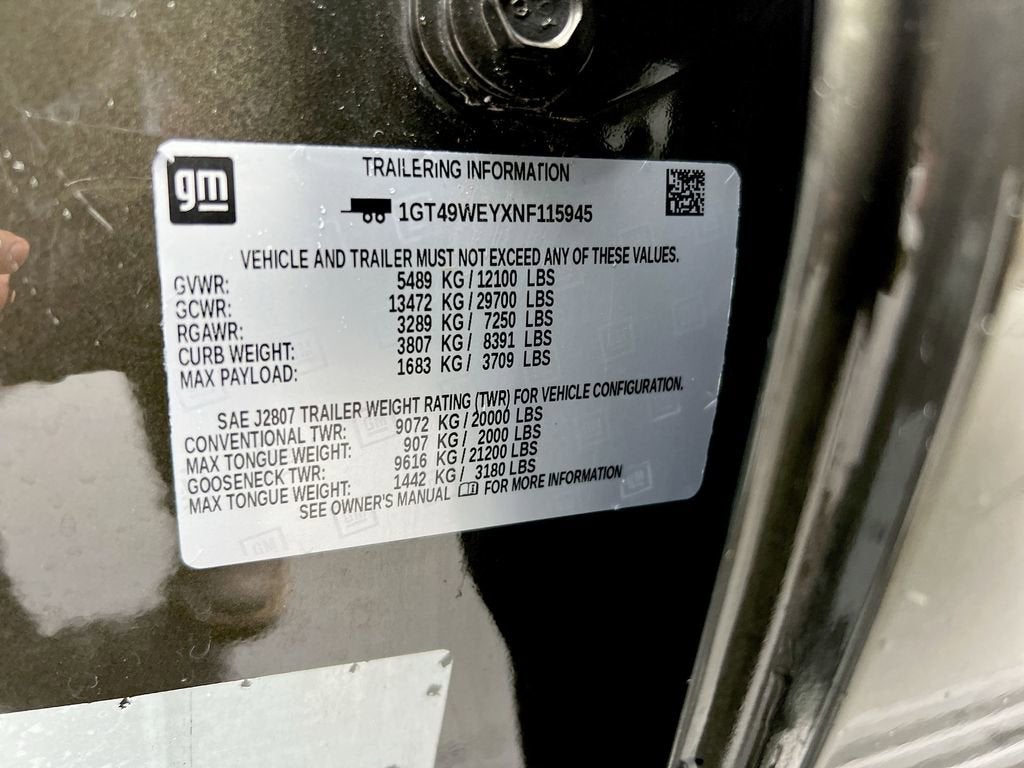 gm
TRAILERING INFORMATION
1GT49WEYXNF115945
VEHICLE AND TRAILER MUST NOT EXCEED ANY OF THESE VALUES.
GVWR: 5489 KG/12100 LBS
GCWR: 13472 KG/29700 LBS
RGAWR: 3289 KG/ 7250 LBS
CURB WEIGHT: 3807 KG/ 8391 LBS
MAX PAYLOAD: 1683 KG/ 3709 LBS
SAE J2807 TRAILER WEIGHT RATING (TWR) FOR VEHICLE CONFIGURATION.
CONVENTIONAL TWR: 9072 KG/20000 LBS
MAX TONGUE WEIGHT: 907 KG/ 2000 LBS
GOOSENECK TWR: 9616 KG/21200 LBS
MAX TONGUE WEIGHT: 1442 KG/ 3180 LBS
SEE OWNER'S MANUAL FOR MORE INFORMATION